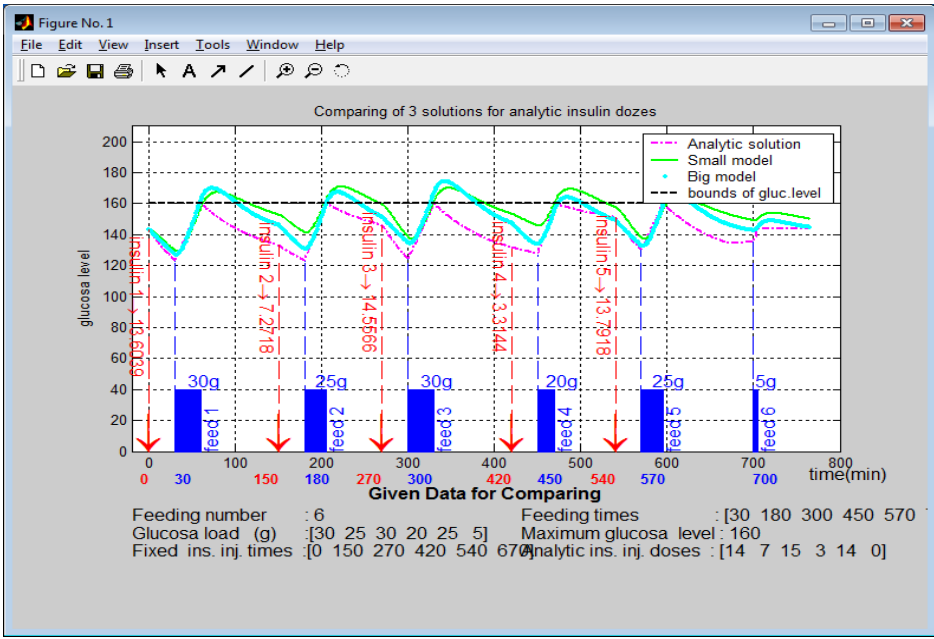 Figure No. 1
File Edit View Insert Tools Window Help
A
Comparing of 3 solutions for analytic insulin dozes
Analytic solution
Small model
Big model
bounds of gluc.level
glucosa level
200
180
160
140
120
100
80
60
40
20
0
insulin 1→ 13.6039
insulin 2→ 7.2718
insulin 3→ 14.5566
insulin 4→ 3.3144
insulin 5→ 13.7918
30g 25g 30g 20g 25g 5g
feed 1
feed 2
feed 3
feed 4
feed 5
feed 6
0 100 200 300 400 500 600 700 800
time(min)
0 30 150 180 270 300 420 450 540 570 700
Given Data for Comparing
Feeding number : 6
Feeding times : [30 180 300 450 570
Glucosa load (g) :[30 25 30 20 25 5]
Maximum glucosa level : 160
Fixed ins. inj. times :[0 150 270 420 540 670]
Analytic ins. inj. doses : [14 7 15 3 14 0]